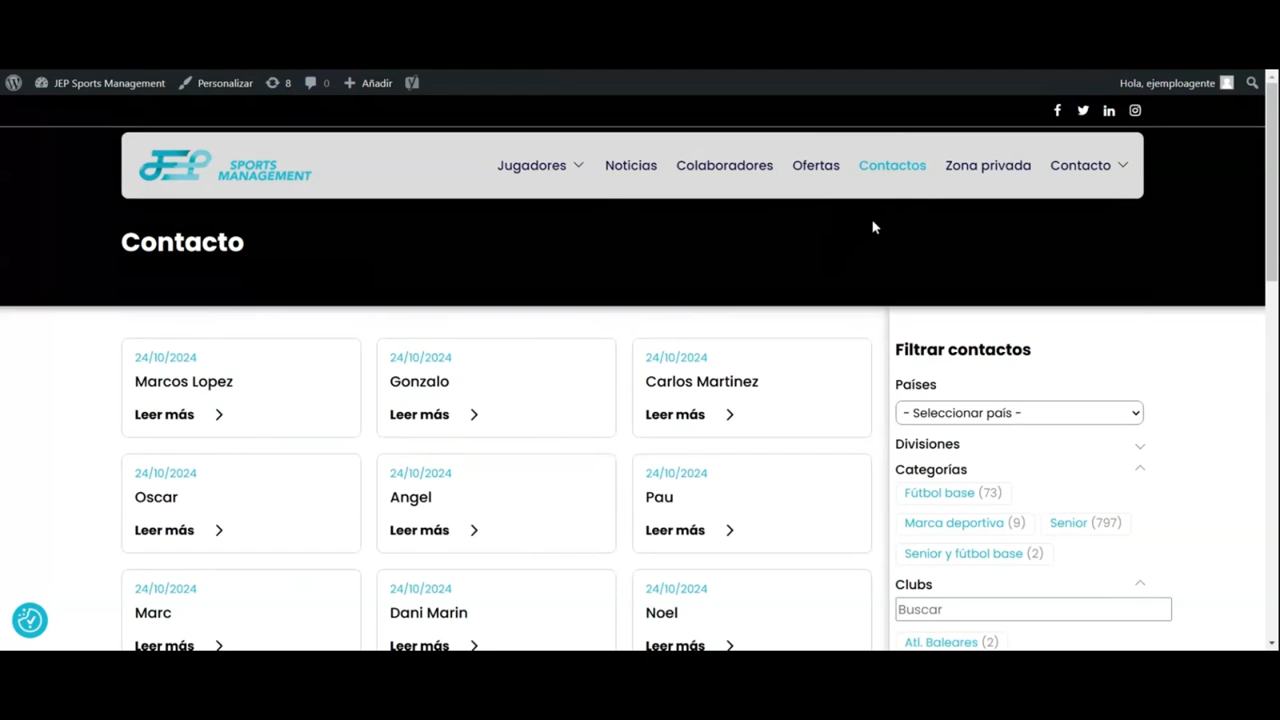 JEP Sports Management Personalizar 8 0 Añadir Hola, ejemploagente
JEP SPORTS MANAGEMENT
Jugadores Noticias Colaboradores Ofertas Contactos Zona privada Contacto
Contacto
24/10/2024
Marcos Lopez
Leer más
24/10/2024
Gonzalo
Leer más
24/10/2024
Carlos Martinez
Leer más
24/10/2024
Oscar
Leer más
24/10/2024
Angel
Leer más
24/10/2024
Pau
Leer más
24/10/2024
Marc
Leer más
24/10/2024
Dani Marin
Leer más
24/10/2024
Noel
Leer más
Filtrar contactos
Países
- Seleccionar país -
Divisiones
Categorías
Fútbol base (73)
Marca deportiva (9) Senior (797)
Senior y fútbol base (2)
Clubs
Buscar
Atl. Baleares (2)